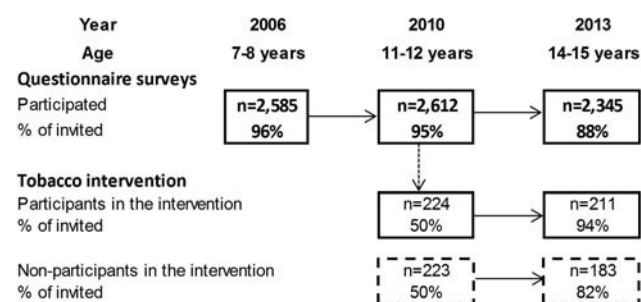 Year 2006 2010 2013
Age 7-8 years 11-12 years 14-15 years
Questionnaire surveys
Participated n=2,585 n=2,612 n=2,345
% of invited 96% 95% 88%
Tobacco intervention
Participants in the intervention n=224 n=211
% of invited 50% 94%
Non-participants in the intervention n=223 n=183
% of invited 50% 82%